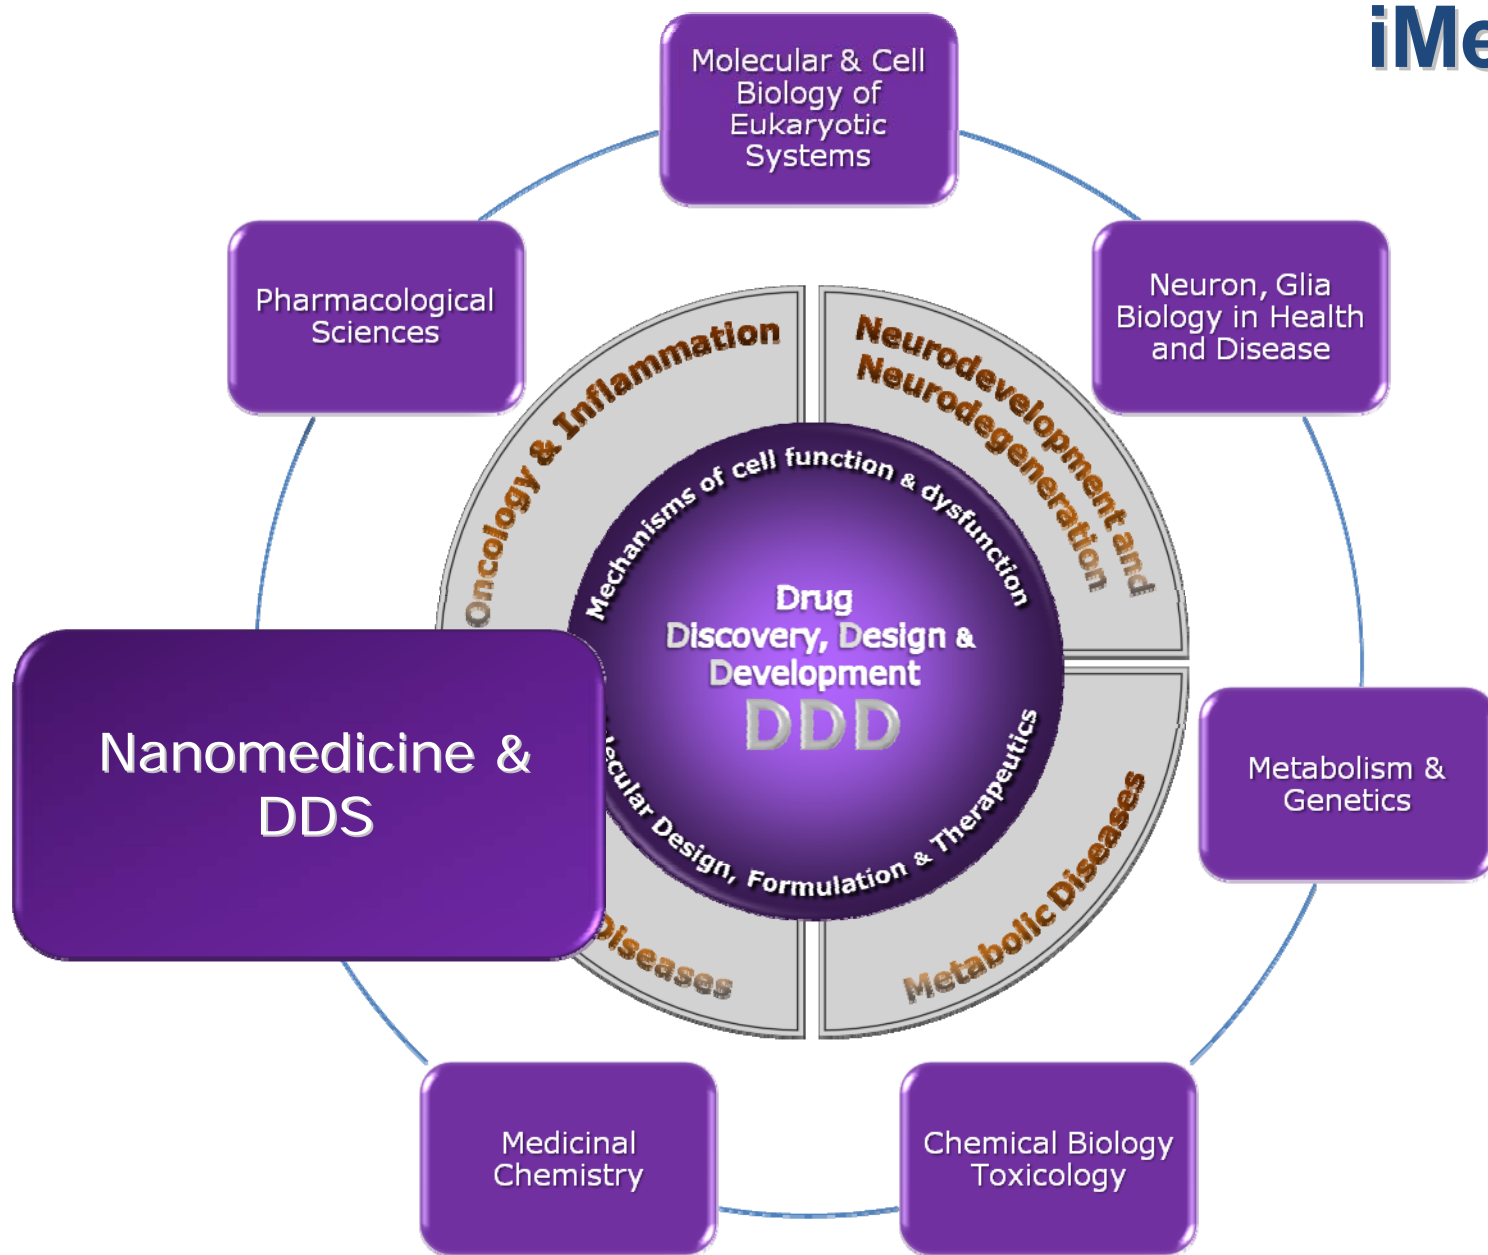 Molecular & Cell
Biology of
Eukaryotic
Systems
Pharmacological
Sciences
Neuron, Glia
Biology in Health
and Disease
Oncology & Inflammation
Neurodevelopment and
Neurodegeneration
Mechanisms of cell function & dysfunction
Drug
Discovery, Design &
Development
DDD
Design, Formulation & Therapeutics
Nanomedicine &
DDS
Metabolism &
Genetics
Diseases
Metabolic Diseases
Medicinal
Chemistry
Chemical Biology
Toxicology